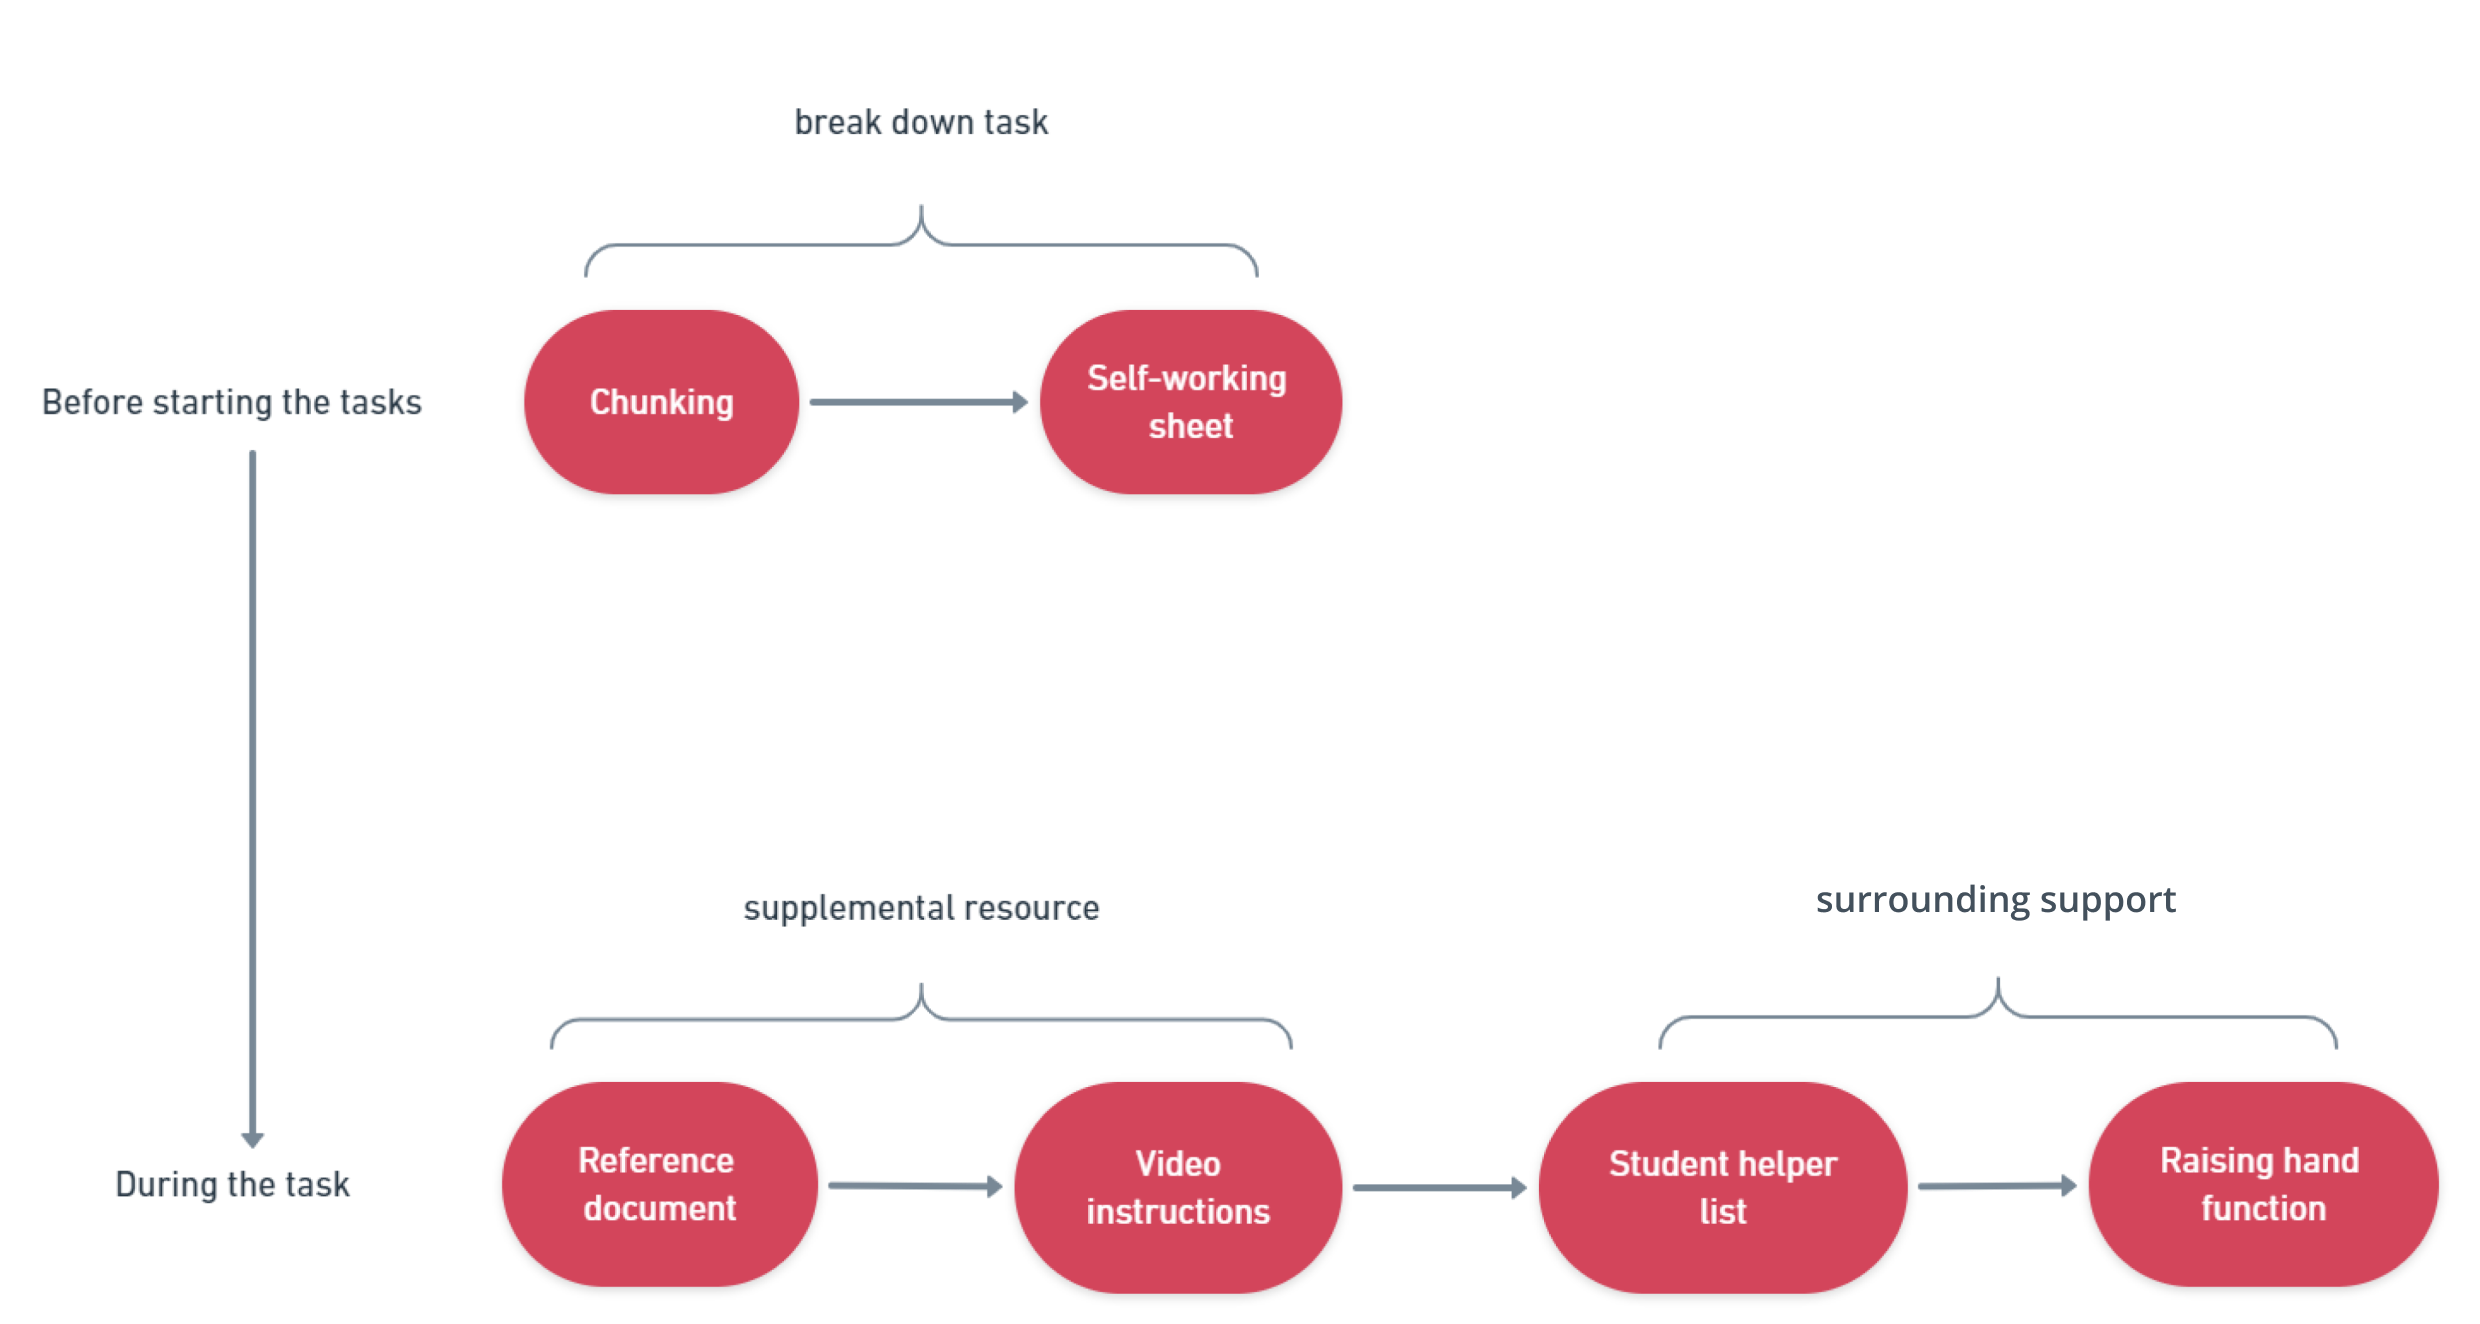 break down task
Before starting the tasks
Chunking
Self-working
sheet
supplemental resource
surrounding support
During the task
Reference
document
Video
instructions
Student helper
list
Raising hand
function